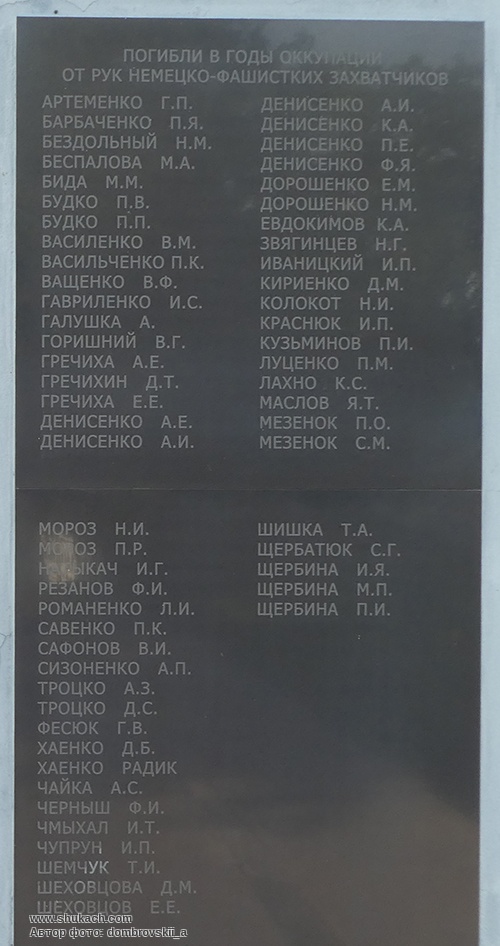 ПОГИБЛИ В ГОДЫ ОККУПАЦИИ
ОТ РУК НЕМЕЦКО-ФАШИСТКИХ ЗАХВАТЧИКОВ
АРТЕМЕНКО Г.П.
БАРБАЧЕНКО П.Я.
БЕЗДОЛЬНЫЙ Н.М.
БЕСПАЛОВА М.А.
БИДА М.М.
БУДКО П.В.
БУДКО П.П.
ВАСИЛЕНКО В.М.
ВАСИЛЬЧЕНКО П.К.
ВАЩЕНКО В.Ф.
ГАВРИЛЕНКО И.С.
ГАЛУШКА А.
ГОРИШНИЙ В.Г.
ГРЕЧИХА А.Е.
ГРЕЧИХИН Д.Т.
ГРЕЧИХА Е.Е.
ДЕНИСЕНКО А.Е.
ДЕНИСЕНКО А.И.
ДЕНИСЕНКО А.И.
ДЕНИСЕНКО К.А.
ДЕНИСЕНКО П.Е.
ДЕНИСЕНКО Ф.Я.
ДОРОШЕНКО Е.М.
ДОРОШЕНКО Н.М.
ЕВДОКИМОВ К.А.
ЗВЯГИНЦЕВ Н.Г.
ИВАНИЦКИЙ И.П.
КИРИЕНКО Д.М.
КОЛОКОТ Н.И.
КРАСНЮК И.П.
КУЗЬМИНОВ П.И.
ЛУЦЕНКО П.М.
ЛАХНО К.С.
МАСЛОВ Я.Т.
МЕЗЕНОК П.О.
МЕЗЕНОК С.М.
МОРОЗ Н.И.
МОРОЗ П.Р.
И.Г.
РЕЗАНОВ Ф.И.
РОМАНЕНКО Л.И.
САВЕНКО П.К.
САФОНОВ В.И.
СИЗОНЕНКО А.П.
ТРОЦКО А.З.
ТРОЦКО Д.С.
ФЕСЮК Г.В.
ХАЕНКО Д.Б.
ХАЕНКО РАДИК
ЧАЙКА А.С.
ЧЕРНЫШ Ф.И.
ЧМЫХАЛ И.Т.
ЧУПРУН И.П.
ШЕМЧУК Т.И.
ШЕХОВЦОВА Д.М.
ШЕХОВЦОВ Е.Е.
ШИШКА Т.А.
ЩЕРБАТЮК С.Г.
ЩЕРБИНА И.Я.
ЩЕРБИНА М.П.
ЩЕРБИНА П.И.
www.shukach.com
Автор фото: dombrovskii_a